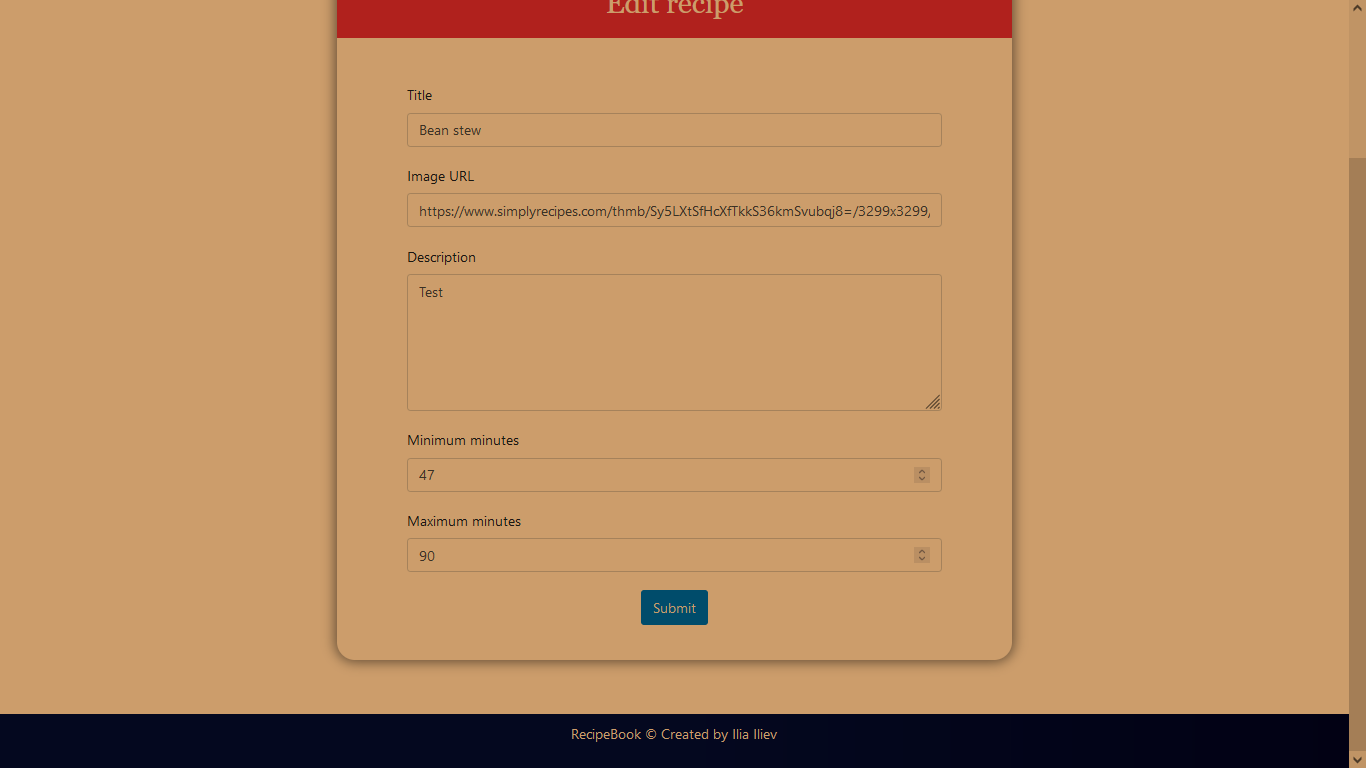 Edit recipe
Title
Bean stew
Image URL
https://www.simplyrecipes.com/thmb/Sy5LXtSfHcXfTkkS36kmSvubqj8=/3299x3299,
Description
Test
Minimum minutes
47
Maximum minutes
90
Submit
RecipeBook © Created by Ilia Iliev